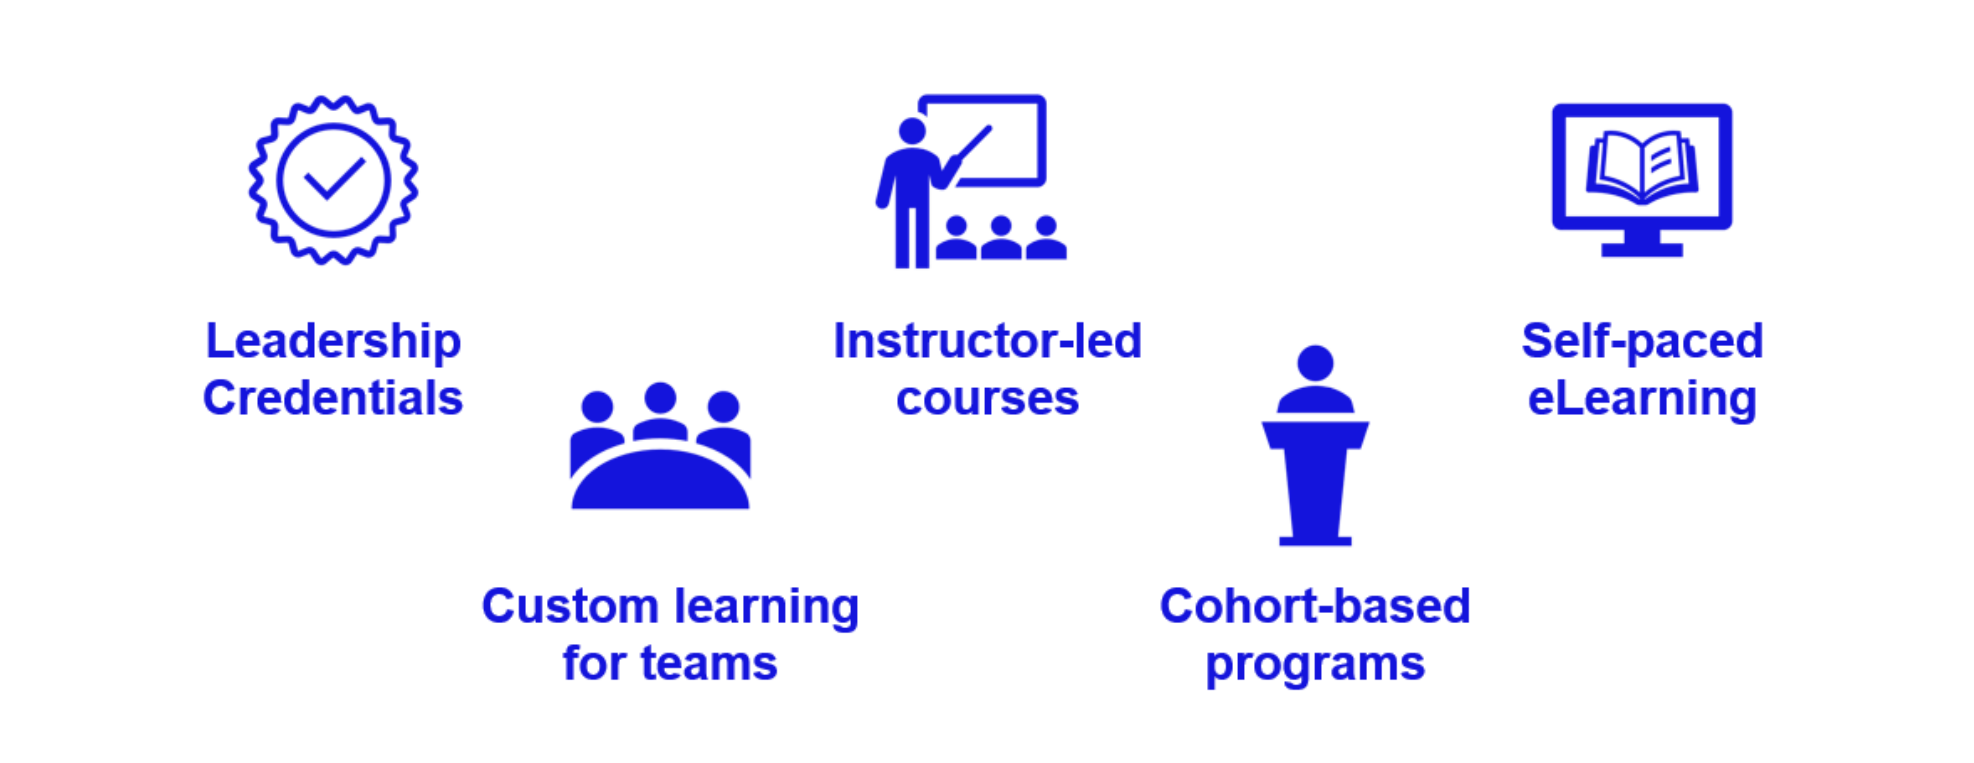 Leadership
Credentials
Custom learning
for teams
Instructor-led
courses
Cohort-based
programs
Self-paced
eLearning